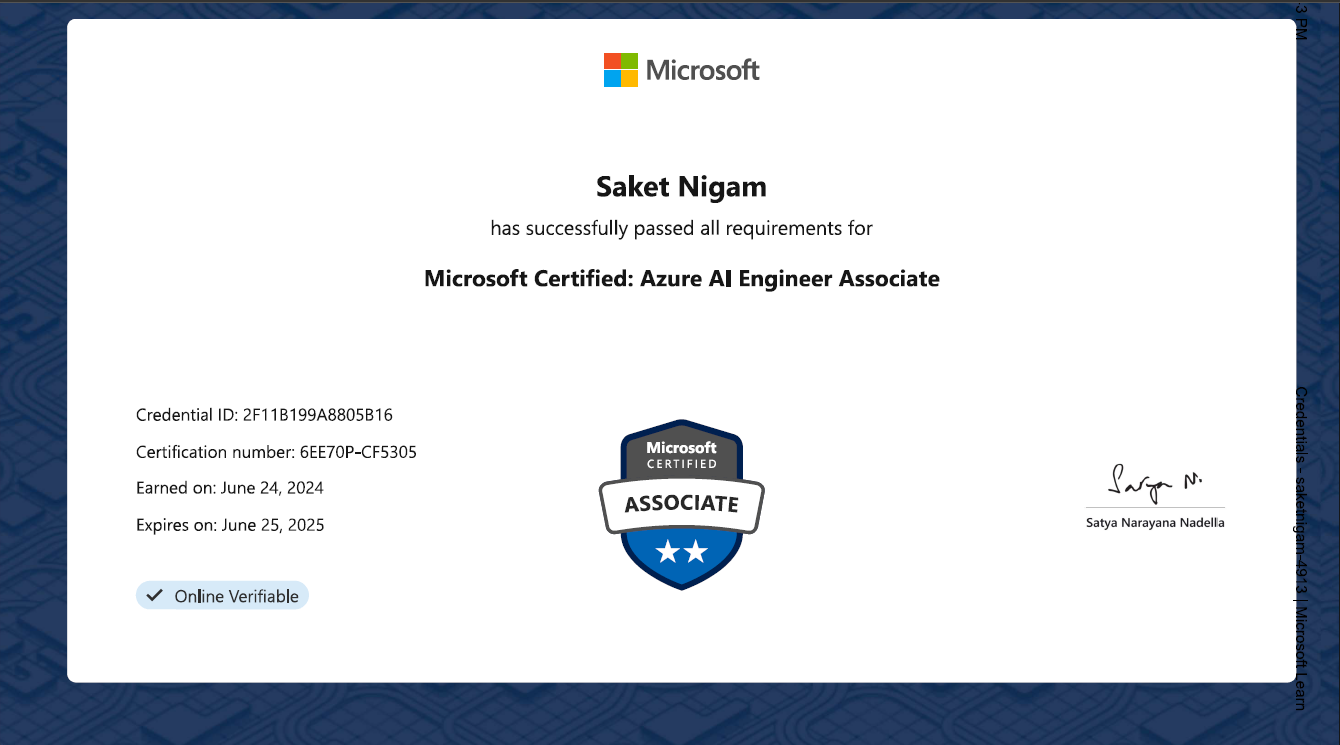 Microsoft
Saket Nigam
has successfully passed all requirements for
Microsoft Certified: Azure AI Engineer Associate
Credential ID: 2F11B199A8805B16
Certification number: 6EE70P-CF5305
Earned on: June 24, 2024
Expires on: June 25, 2025
Online Verifiable
Microsoft
CERTIFIED
ASSOCIATE
Satya N.
Satya Narayana Nadella
3 PM
Credentials - saketnigam-4913 | Microsoft Learn